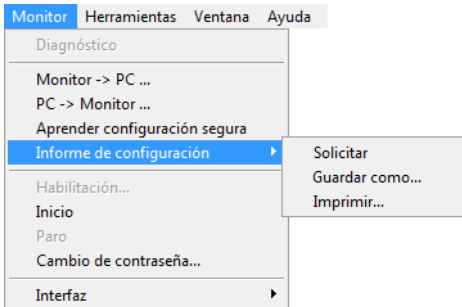 Monitor Herramientas Ventana Ayuda
Diagnóstico
Monitor -> PC ...
PC -> Monitor ...
Aprender configuración segura
Informe de configuración
Solicitar
Guardar como...
Imprimir...
Habilitación...
Inicio
Paro
Cambio de contraseña...
Interfaz